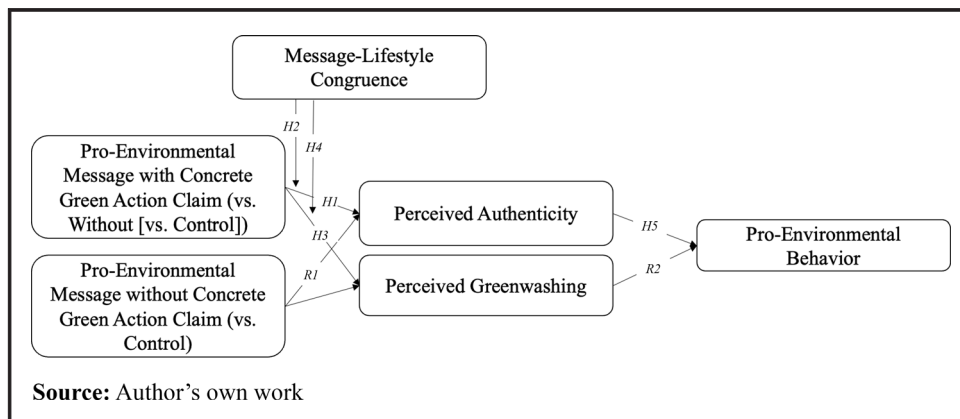 Message-Lifestyle
Congruence
H2
H4
Pro-Environmental
Message with Concrete
Green Action Claim (vs.
Without [vs. Control])
H1
H3
R1
Perceived Authenticity
H5
Pro-Environmental
Behavior
Pro-Environmental
Message without Concrete
Green Action Claim (vs.
Control)
Perceived Greenwashing
R2
Source: Author's own work